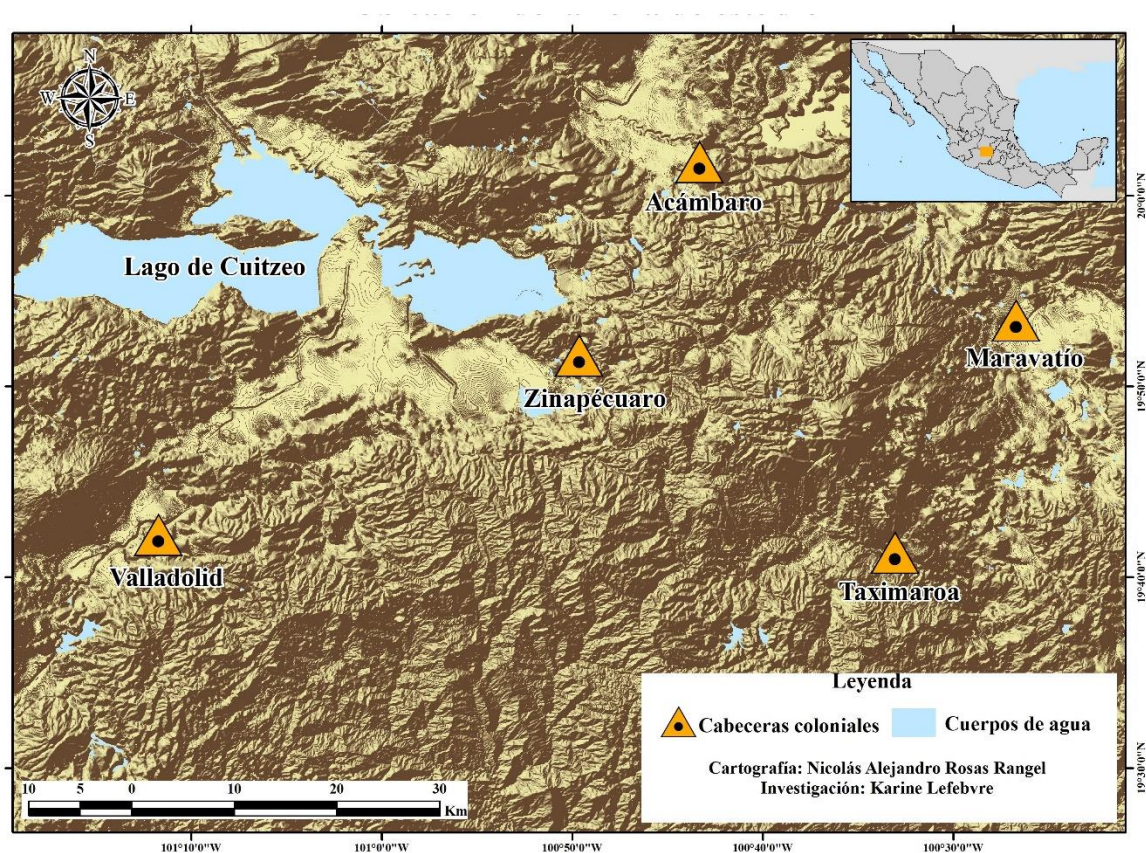 N
W E
S
Acámbaro
Lago de Cuitzeo
Maravatío
Zinapécuaro
Valladolid
Taximaroa
Leyenda
Cabeceras coloniales
Cuerpos de agua
Cartografía: Nicolás Alejandro Rosas Rangel
Investigación: Karine Lefebvre
10 5 0 10 20 30
Km
20°0'0"N
19°50'0"N
19°40'0"N
19°30'0"N
101°10'0"W
101°0'0"W
100°50'0"W
100°40'0"W
100°30'0"W